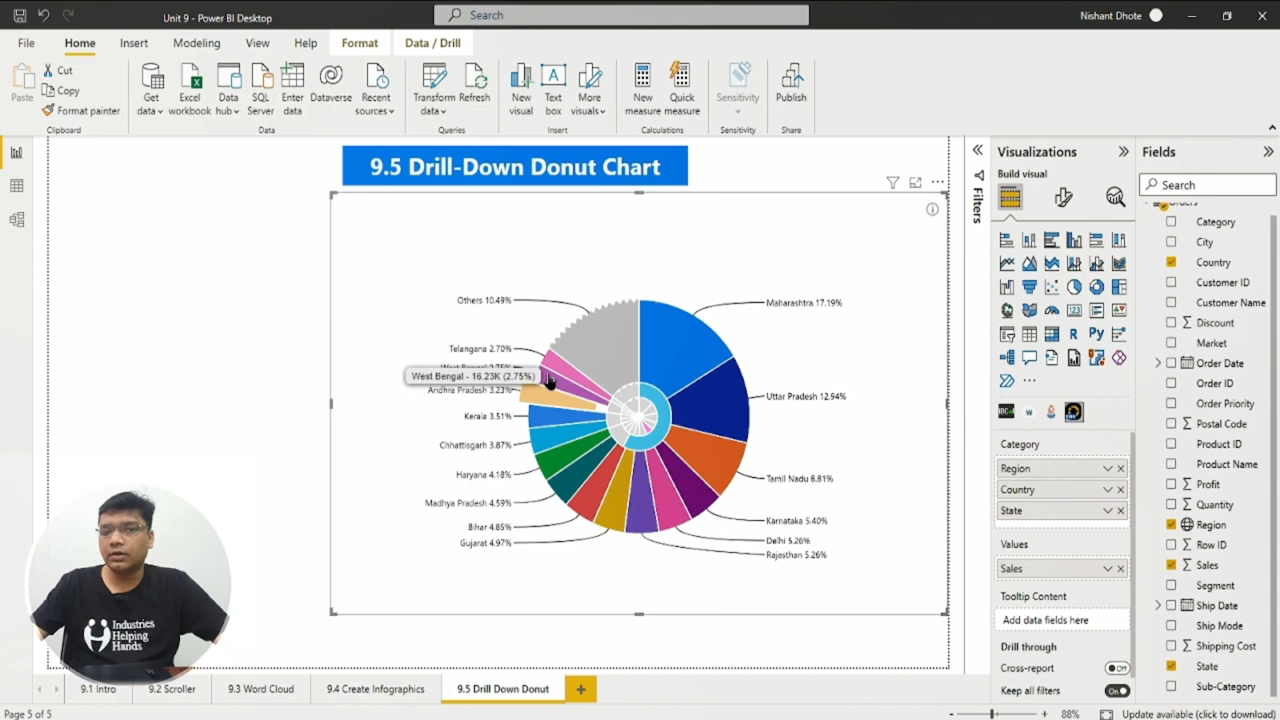 Unit 9 - Power BI Desktop
Search
Nishant Dhote
File Home Insert Modeling View Help Format Data / Drill
Paste
Cut
Copy
Format painter
Clipboard
Get data
Excel workbook
Data hub
SQL Server
Enter data
Dataverse
Recent sources
Data
Transform data
Refresh
Queries
New visual
Text box
More visuals
Insert
New measure
Quick measure
Calculations
Sensitivity
Sensitivity
Publish
Share
9.5 Drill-Down Donut Chart
Others 10.49%
Maharashtra 17.19%
Telangana 2.70%
West Bengal - 16.23K (2.75%)
Andhra Pradesh 3.23%
Uttar Pradesh 12.94%
Kerala 3.51%
Chhattisgarh 3.87%
Haryana 4.18%
Tamil Nadu 8.81%
Madhya Pradesh 4.59%
Karnataka 5.40%
Bihar 4.85%
Delhi 5.26%
Gujarat 4.97%
Rajasthan 5.26%
Industries
Helping
Hands
Filters
Visualizations
Build visual
R Py
Category
Region
Country
State
Values
Sales
Tooltip Content
Add data fields here
Drill through
Cross-report Off
Keep all filters On
Fields
Search
Category
City
Country
Customer ID
Customer Name
Discount
Market
Order Date
Order ID
Order Priority
Postal Code
Product ID
Product Name
Profit
Quantity
Region
Row ID
Sales
Segment
Ship Date
Ship Mode
Shipping Cost
State
Sub-Category
9.1 Intro 9.2 Scroller 9.3 Word Cloud 9.4 Create Infographics 9.5 Drill Down Donut
Page 5 of 5
88%
Update available (click to download)